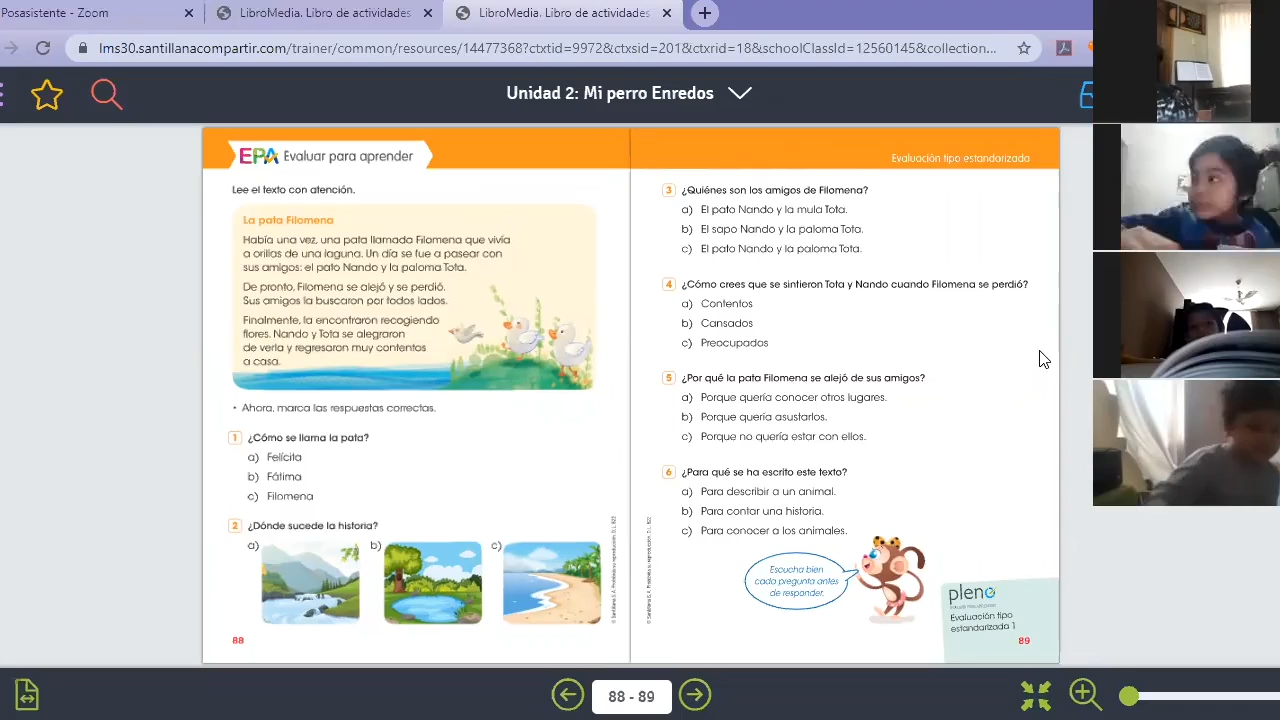 Posasistente - Zoom
LibroMedia. Libro de actividades
LibroMedia. Libro de actividades
lms30.santillanacompartir.com/trainer/common/resources/14477368?ctxtid=9972&ctxsid=201&ctxrid=18&schoolClassId=12560145&collection...
Unidad 2: Mi perro Enredos
EPA Evaluar para aprender
Lee el texto con atención.
La pata Filomena
Había una vez, una pata llamada Filomena que vivía
a orillas de una laguna. Un día se fue a pasear con
sus amigos: el pato Nando y la paloma Tota.
De pronto, Filomena se alejó y se perdió.
Sus amigos la buscaron por todos lados.
Finalmente, la encontraron recogiendo
flores. Nando y Tota se alegraron
de verla y regresaron muy contentos
a casa.
• Ahora, marca las respuestas correctas.
1 ¿Cómo se llama la pata?
a) Felícita
b) Fátima
c) Filomena
2 ¿Dónde sucede la historia?
a) b) c)
88
Evaluación tipo estandarizada
3 ¿Quiénes son los amigos de Filomena?
a) El pato Nando y la mula Tota.
b) El sapo Nando y la paloma Tota.
c) El pato Nando y la paloma Tota.
4 ¿Cómo crees que se sintieron Tota y Nando cuando Filomena se perdió?
a) Contentos
b) Cansados
c) Preocupados
5 ¿Por qué la pata Filomena se alejó de sus amigos?
a) Porque quería conocer otros lugares.
b) Porque quería asustarlos.
c) Porque no quería estar con ellos.
6 ¿Para qué se ha escrito este texto?
a) Para describir a un animal.
b) Para contar una historia.
c) Para conocer a los animales.
Escucha bien
cada pregunta antes
de responder.
pleno
Evaluación tipo
estandarizada 1
89
88 - 89